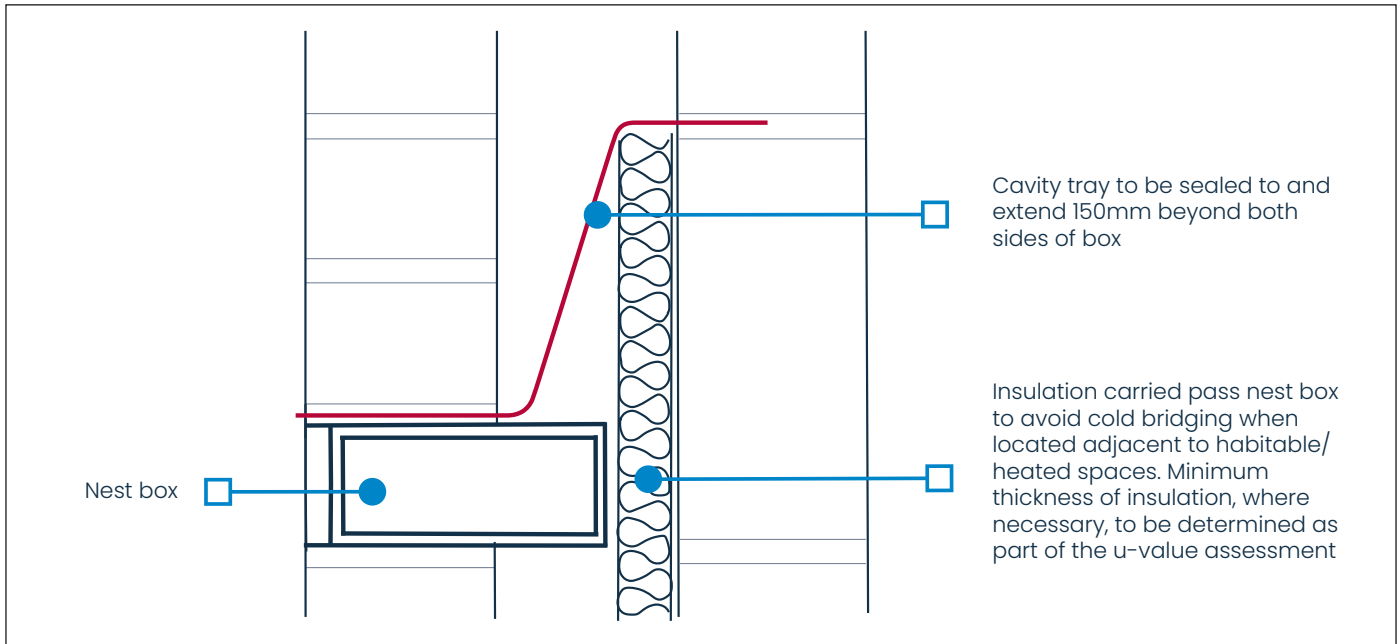 Cavity tray to be sealed to and
extend 150mm beyond both
sides of box
Insulation carried pass nest box
to avoid cold bridging when
located adjacent to habitable/
heated spaces. Minimum
thickness of insulation, where
necessary, to be determined as
part of the u-value assessment
Nest box